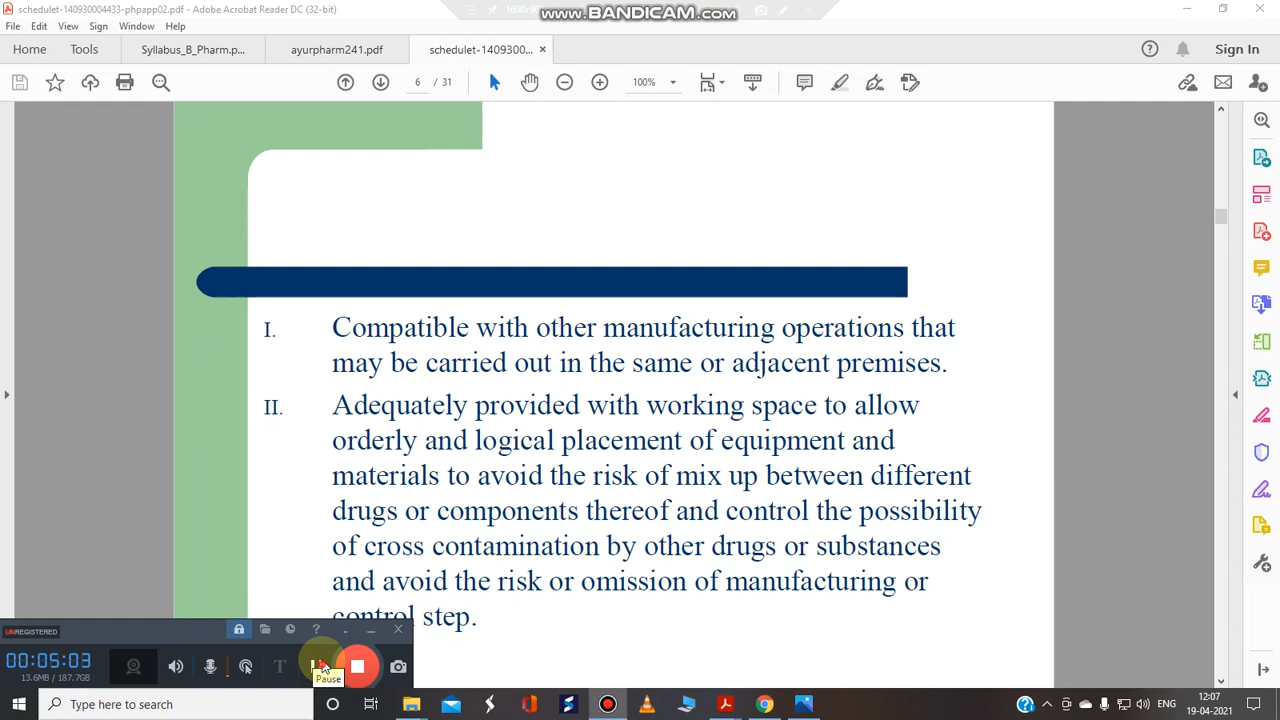 schedulet-140930004433-phpapp02.pdf - Adobe Acrobat Reader DC (32-bit)
www.BANDICAM.com
File Edit View Sign Window Help
Home Tools Syllabus_B_Pharm.p... ayurpharm241.pdf schedulet-1409300... × Sign In
6 / 31 100%
I. Compatible with other manufacturing operations that
may be carried out in the same or adjacent premises.
II. Adequately provided with working space to allow
orderly and logical placement of equipment and
materials to avoid the risk of mix up between different
drugs or components thereof and control the possibility
of cross contamination by other drugs or substances
and avoid the risk or omission of manufacturing or
control step.
UNREGISTERED
00:05:03
13.6MB / 187.7GB
Pause
Type here to search
ENG
12:07
19-04-2021